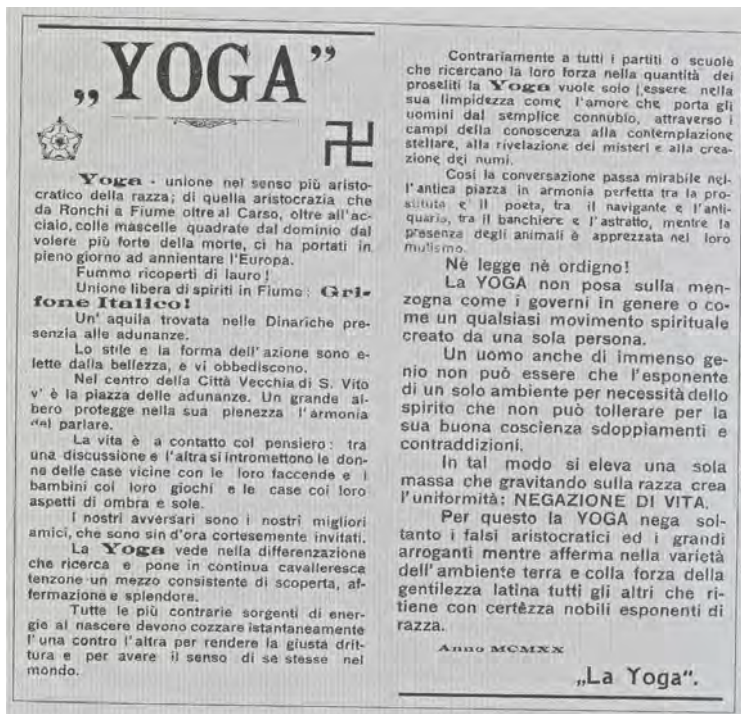 „YOGA”
Yoga - unione nel senso più aristo-
cratico della razza; di quella aristocrazia che
da Ronchi a Fiume oltre al Carso, oltre all'ac-
ciaio, colle mascelle quadrate dal dominio dal
volere più forte della morte, ci ha portati in
pieno giorno ad annientare l'Europa.
Fummo ricoperti di lauro!
Unione libera di spiriti in Fiume: Gri-
fone Italico!
Un' aquila trovata nelle Dinariche pre-
senzia alle adunanze.
Lo stile e la forma dell' azione sono e-
lette dalla bellezza, e vi obbediscono.
Nel centro della Città Vecchia di S. Vito
v' è la piazza delle adunanze. Un grande al-
bero protegge nella sua pienezza l'armonia
del parlare.
La vita è a contatto col pensiero: tra
una discussione e l'altra si intromettono le don-
ne delle case vicine con le loro faccende e i
bambini coi loro giochi e le case coi loro
aspetti di ombra e sole.
I nostri avversari sono i nostri migliori
amici, che sono sin d'ora cortesemente invitati.
La Yoga vede nella differenzazione
che ricerca e pone in continua cavalleresca
tenzone un mezzo consistente di scoperta, af-
fermazione e splendore.
Tutte le più contrarie sorgenti di ener-
gie al nascere devono cozzare istantaneamente
l'una contro l'altra per rendere la giusta drit-
tura e per avere il senso di se stesse nel
mondo.
Contrariamente a tutti i partiti o scuole
che ricercano la loro forza nella quantità dei
proseliti la Yoga vuole solo l'essere nella
sua limpidezza come l'amore che porta gli
uomini dal semplice connubio, attraverso i
campi della conoscenza alla contemplazione
stellare, alla rivelazione dei misteri e alla crea-
zione dei numi.
Così la conversazione passa mirabile nel-
l'antica piazza in armonia perfetta tra la pro-
stituta e il poeta, tra il navigante e l'anti-
quario, tra il banchiere e l'astratto, mentre la
presenza degli animali è apprezzata nel loro
mutismo.
Nè legge nè ordigno!
La YOGA non posa sulla men-
zogna come i governi in genere o co-
me un qualsiasi movimento spirituale
creato da una sola persona.
Un uomo anche di immenso ge-
nio non può essere che l'esponente
di un solo ambiente per necessità dello
spirito che non può tollerare per la
sua buona coscienza sdoppiamenti e
contraddizioni.
In tal modo si eleva una sola
massa che gravitando sulla razza crea
l'uniformità: NEGAZIONE DI VITA.
Per questo la YOGA nega sol-
tanto i falsi aristocratici ed i grandi
arroganti mentre afferma nella varietà
dell'ambiente terra e colla forza della
gentilezza latina tutti gli altri che ri-
tiene con certèzza nobili esponenti di
razza.
Anno MCMXX
„La Yoga”.